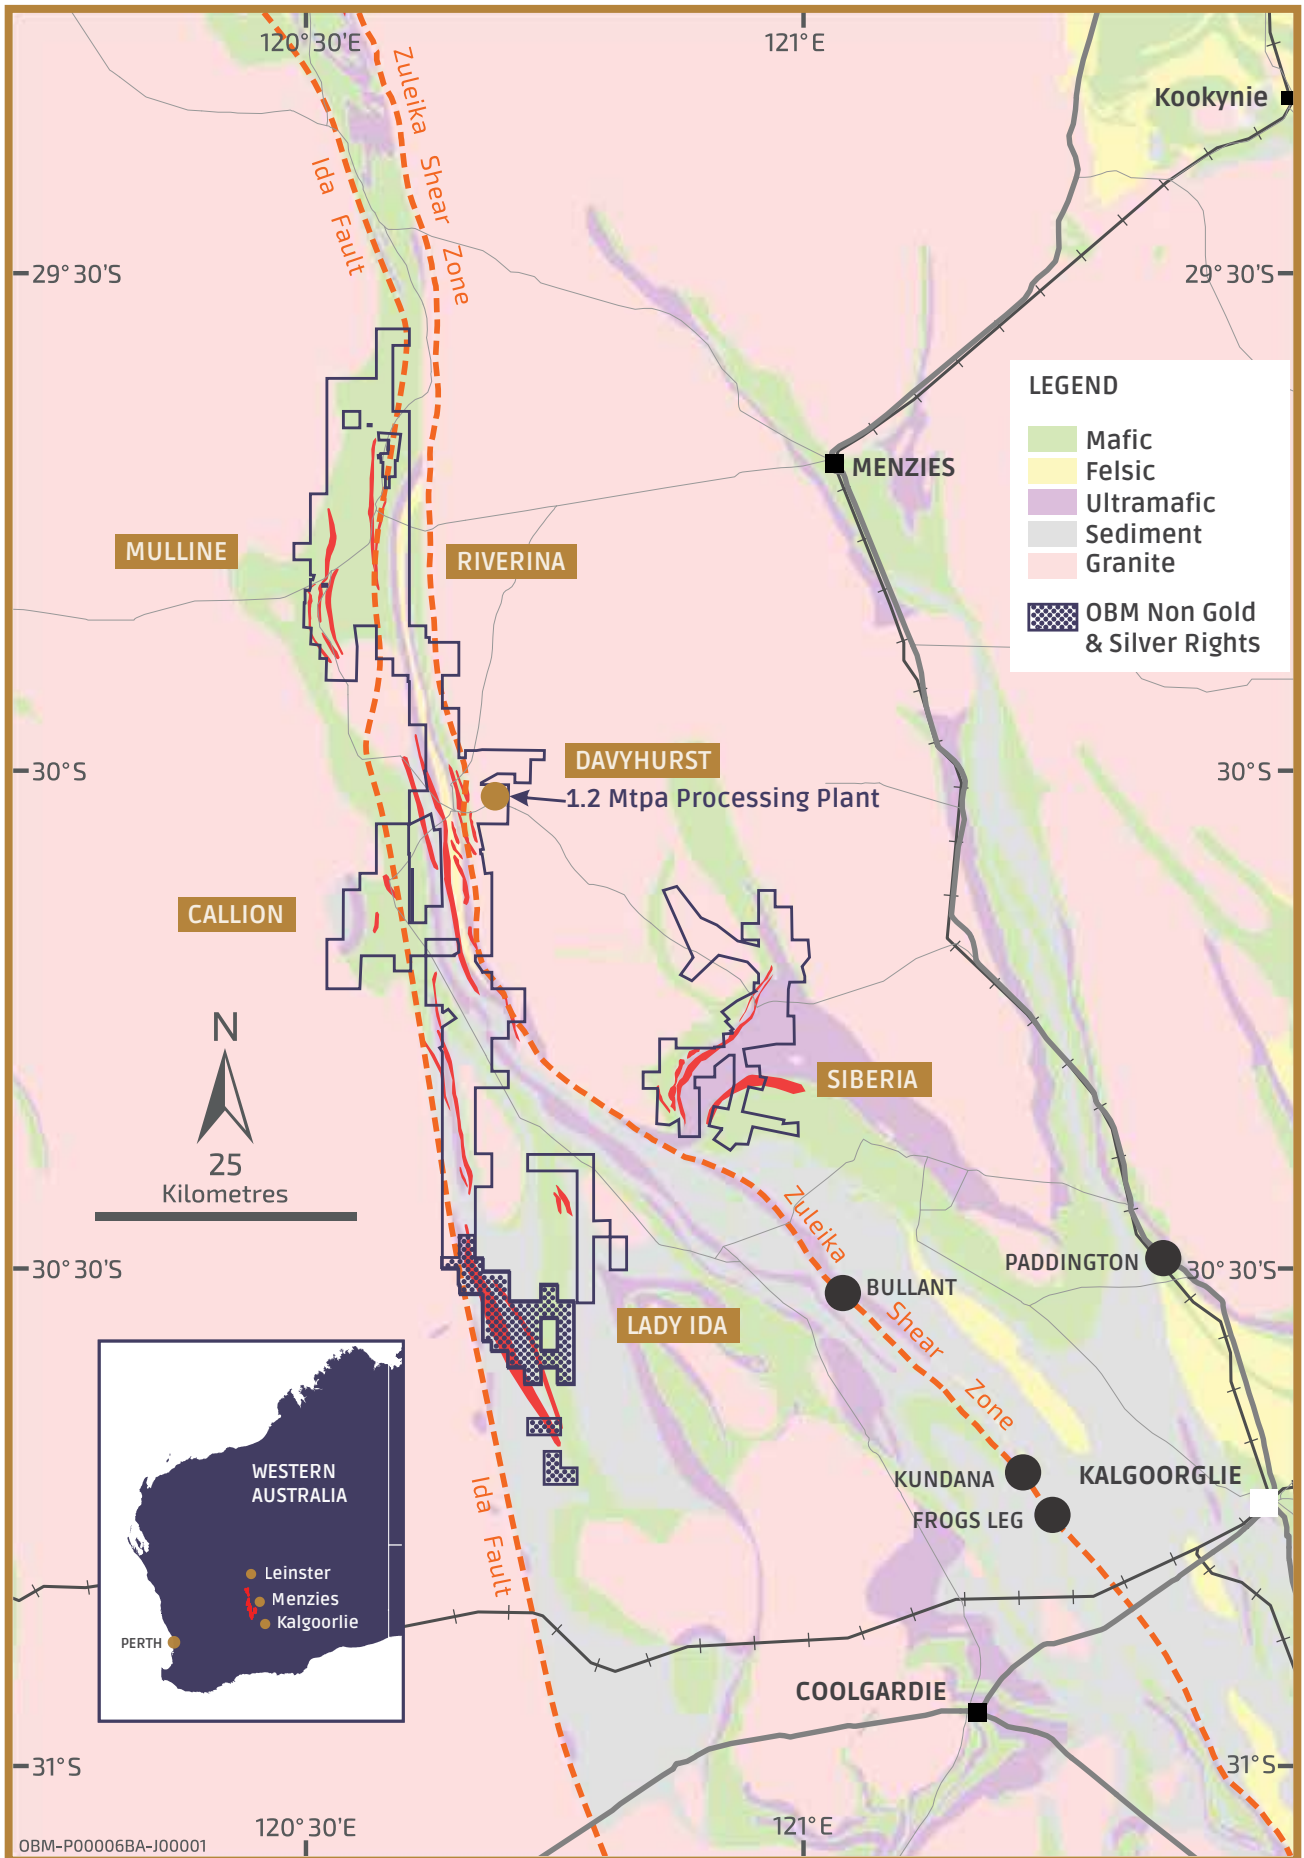 120°30'E
121°E
Kookynie
Zuleika Shear Zone
Ida Fault
29°30'S
29°30'S
LEGEND
Mafic
Felsic
Ultramafic
Sediment
Granite
OBM Non Gold
& Silver Rights
MENZIES
MULLINE
RIVERINA
30°S
DAVYHURST
30°S
1.2 Mtpa Processing Plant
CALLION
N
25
Kilometres
SIBERIA
Zuleika Shear Zone
30°30'S
PADDINGTON
30°30'S
BULLANT
LADY IDA
WESTERN
AUSTRALIA
Leinster
Menzies
Kalgoorlie
PERTH
Ida Fault
KUNDANA
KALGOORGLIE
FROGS LEG
COOLGARDIE
31°S
31°S
120°30'E
121°E
OBM-P00006BA-J00001